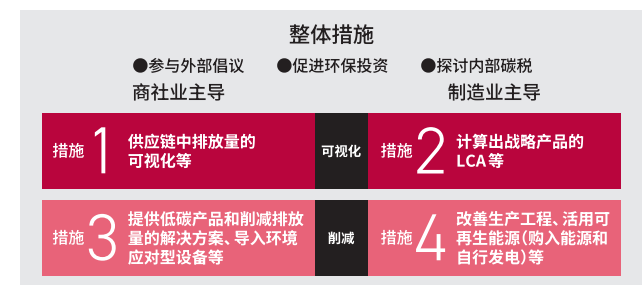 整体措施
●参与外部倡议 ●促进环保投资 ●探讨内部碳税
商社业主导 制造业主导
措施 1 供应链中排放量的
可视化等
可视化
措施 2 计算出战略产品的
LCA等
措施 3 提供低碳产品和削减排放
量的解决方案、导入环境
应对型设备等
削减
措施 4 改善生产工程、活用可
再生能源(购入能源和
自行发电)等